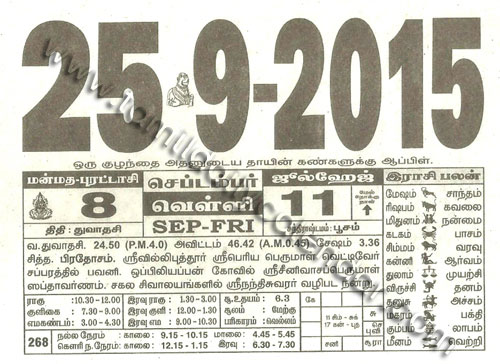 25-9-2015
ஒரு குழந்தை அதனுடைய தாயின் கண்களுக்கு ஆப்பிள்.
மன்மத-புரட்டாசி செப்டம்பர் ஜுல்ஹேஜ் இராசி பலன்
8 வெள்ளி 11 மேல் நோக்கு நாள்
திதி : துவாதசி SEP-FRI சந்திராஷ்டமம் : பூசம்
மேஷம் சாந்தம்
ரிஷபம் கவலை
மிதுனம் நன்மை
கடகம் பாசம்
சிம்மம் வரவு
கன்னி ஆர்வம்
துலாம் முயற்சி
விருச்சிகம் தனம்
தனுசு அச்சம்
மகரம் பக்தி
கும்பம் லாபம்
மீனம் வெற்றி
வ.துவாதசி. 24.50 (P.M.4.0) அவிட்டம் 46.42 (A.M.0.45) சேஷம் 3.36
சித்த. பிரதோசம். ஸ்ரீவில்லிபுத்தூர் ஸ்ரீபெரிய பெருமாள் வெட்டிவேர்
சப்பரத்தில் பவனி. ஒப்பிலியப்பன் கோவில் ஸ்ரீசீனிவாசப்பெருமாள்
ஸப்தாவர்ணம். சகல சிவாலயங்களில் ஸ்ரீநந்தீசுவரர் வழிபட நன்று.
ராகு :10.30 -12.00 இரவு ராகு : 1.30 - 3.00 சூ.உதயம் : 6.3
குளிகை : 7.30 - 9.00 இரவு குளி : 10.30 - 12.00 சூலம் : மேற்கு
எமகண்டம் : 3.00 - 4.30 இரவு எம : 7.30 - 9.00 பரிகாரம் : வெல்லம்
268 நல்ல நேரம் : காலை : 9.15 - 10.15 மாலை : 4.45 - 5.45
கௌரி ந.நேரம்: காலை : 12.15 - 1.15 இரவு : 6.30 - 7.30
www.tamilcalendar